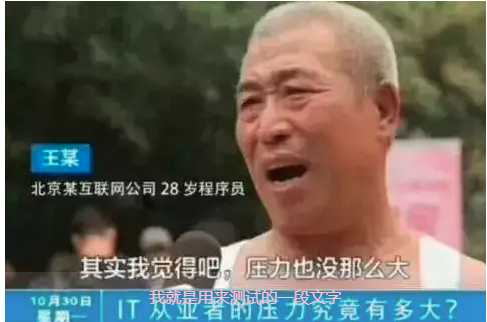 王某
北京某互联网公司 28 岁程序员
其实我觉得吧，压力也没那么大
我就是用来测试的一段文字
10月30日
星期一
IT 从业者的压力究竟有多大？